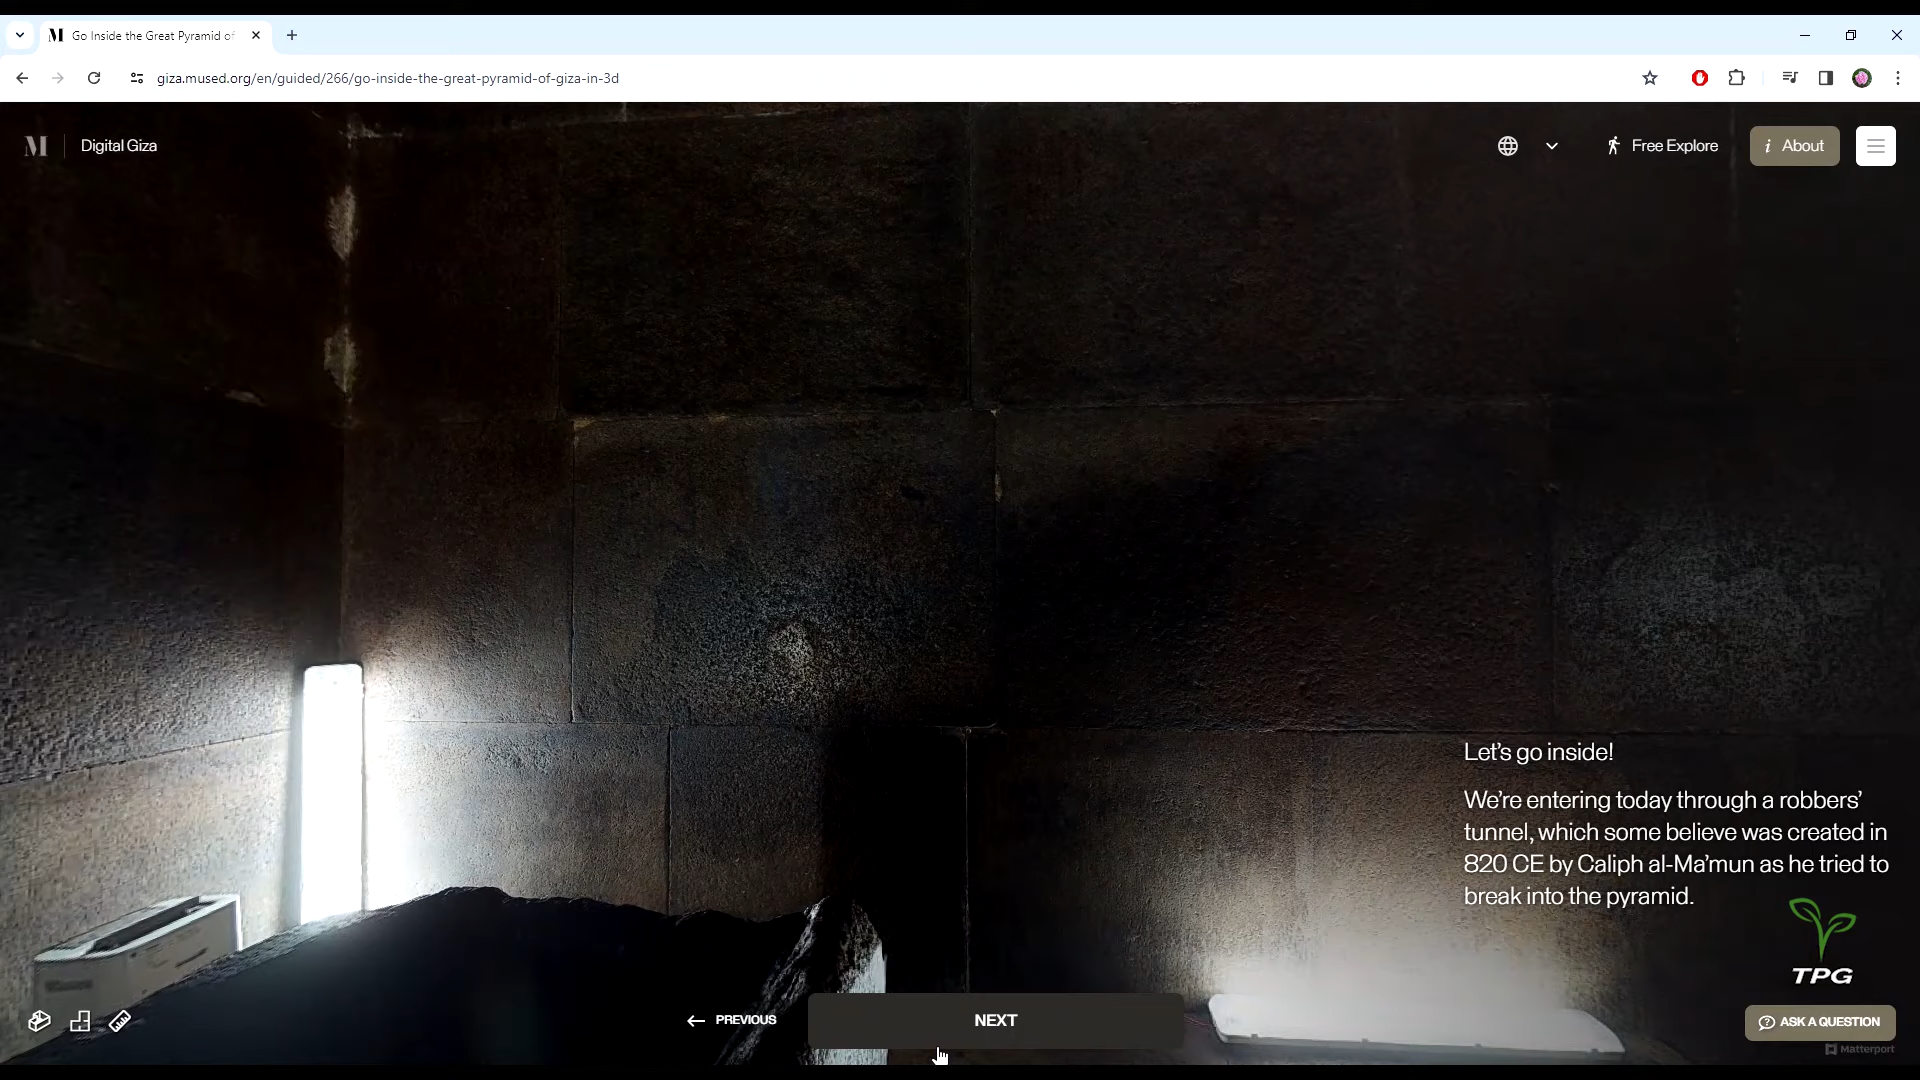 Go Inside the Great Pyramid of
giza.mused.org/en/guided/266/go-inside-the-great-pyramid-of-giza-in-3d
M
Digital Giza
Free Explore
i About
Let's go inside!
We're entering today through a robbers'
tunnel, which some believe was created in
820 CE by Caliph al-Ma'mun as he tried to
break into the pyramid.
TPG
PREVIOUS
NEXT
ASK A QUESTION
Matterport